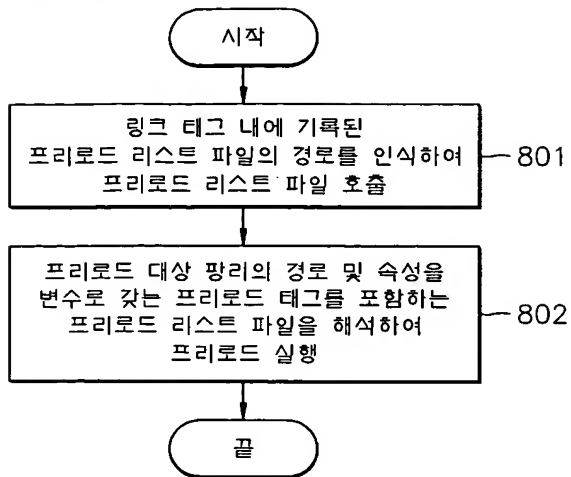 시작
링크 태그 내에 기록된
프리로드 리스트 파일의 경로를 인식하여
프리로드 리스트 파일 호출
801
프리로드 대상 팡리의 경로 및 속성을
변수로 갖는 프리로드 태그를 포함하는
프리로드 리스트 파일을 해석하여
프리로드 실행
802
끝